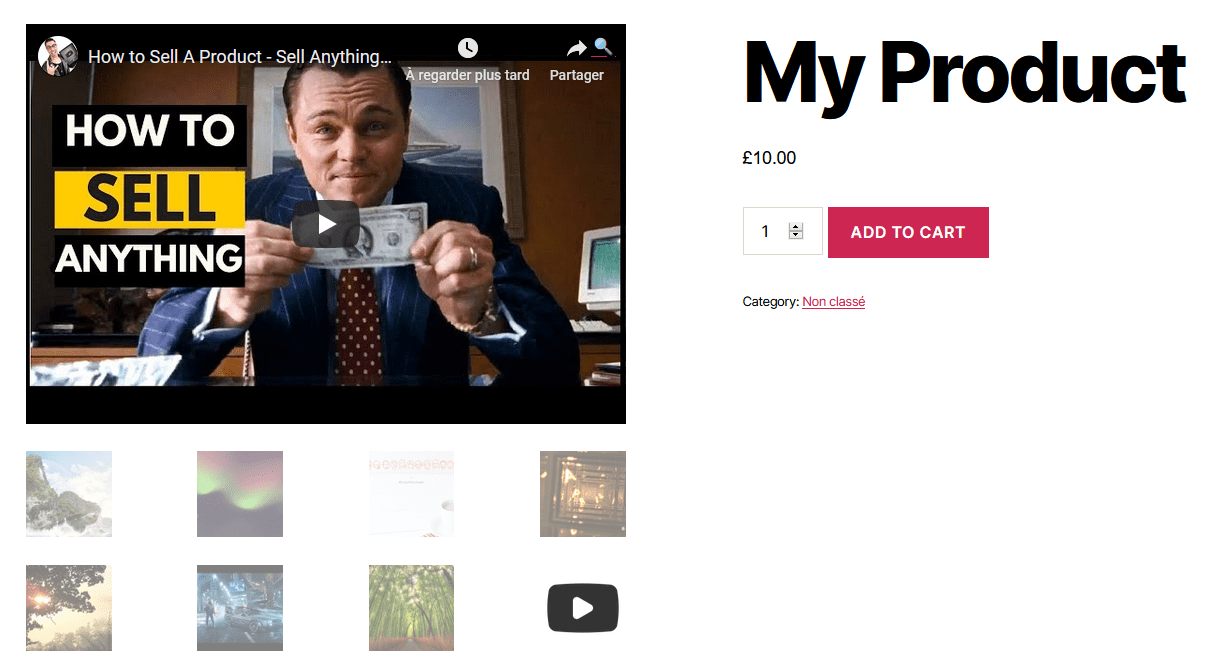 How to Sell A Product - Sell Anything…
À regarder plus tard
Partager
HOW TO
SELL
ANYTHING
My Product
£10.00
1
ADD TO CART
Category: Non classé